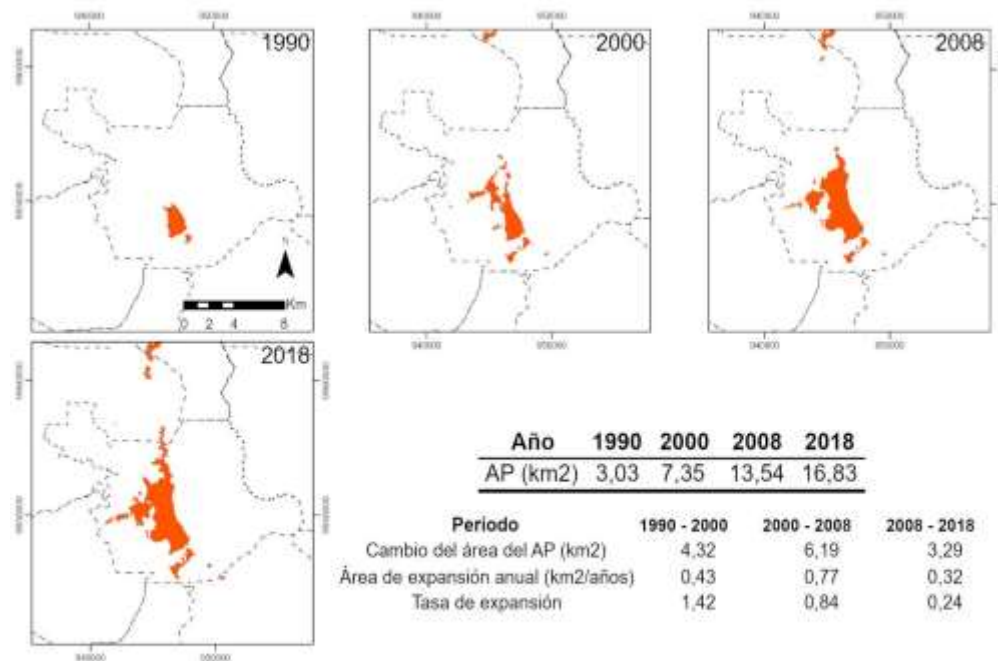 1990
2000
2008
N
Km
0 2 4 8
2018
Año 1990 2000 2008 2018
AP (km2) 3,03 7,35 13,54 16,83
Periodo 1990 - 2000 2000 - 2008 2008 - 2018
Cambio del área del AP (km2) 4,32 6,19 3,29
Área de expansión anual (km2/años) 0,43 0,77 0,32
Tasa de expansión 1,42 0,84 0,24